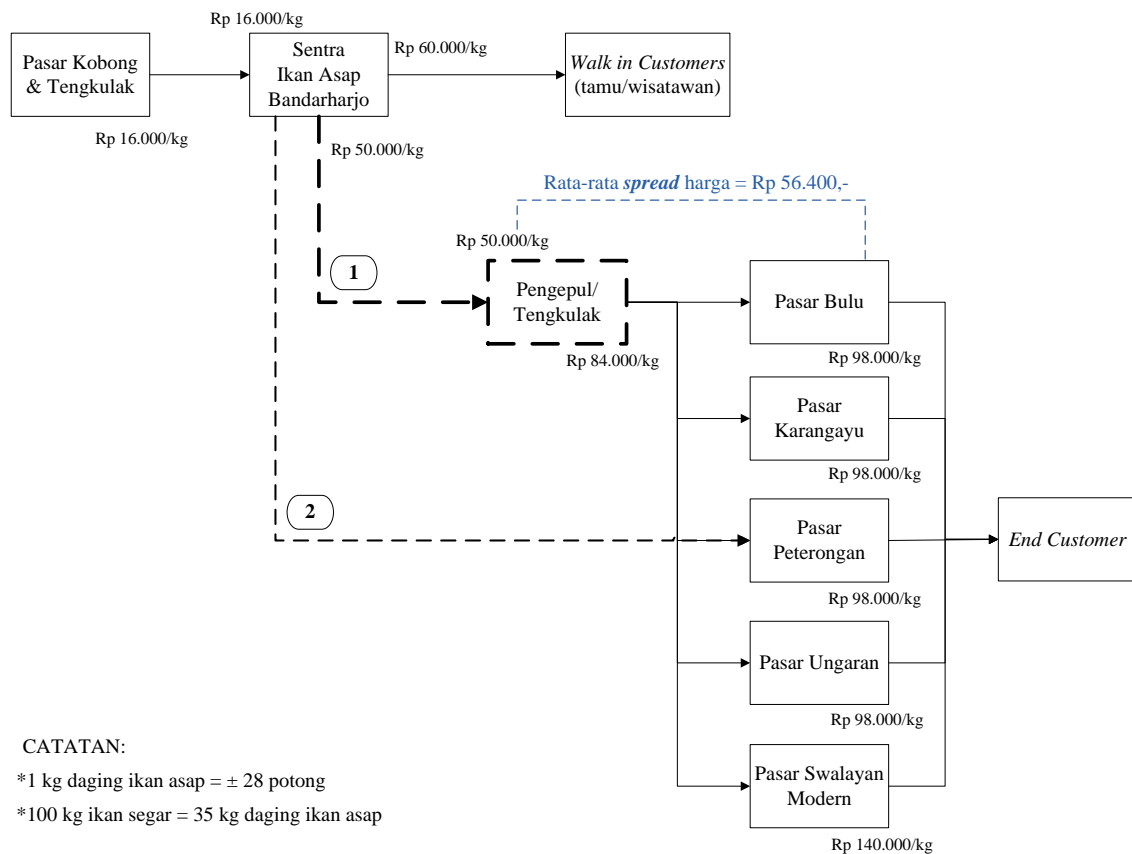 Rp 16.000/kg
Pasar Kobong
& Tengkulak
Sentra
Ikan Asap
Bandarharjo
Rp 60.000/kg
Walk in Customers
(tamu/wisatawan)
Rp 16.000/kg
Rp 50.000/kg
Rata-rata spread harga = Rp 56.400,-
Rp 50.000/kg
1
Pengepul/
Tengkulak
Pasar Bulu
Rp 84.000/kg
Rp 98.000/kg
Pasar
Karangayu
Rp 98.000/kg
2
Pasar
Peterongan
End Customer
Rp 98.000/kg
Pasar Ungaran
Rp 98.000/kg
CATATAN:
*1 kg daging ikan asap = ± 28 potong
*100 kg ikan segar = 35 kg daging ikan asap
Pasar Swalayan
Modern
Rp 140.000/kg